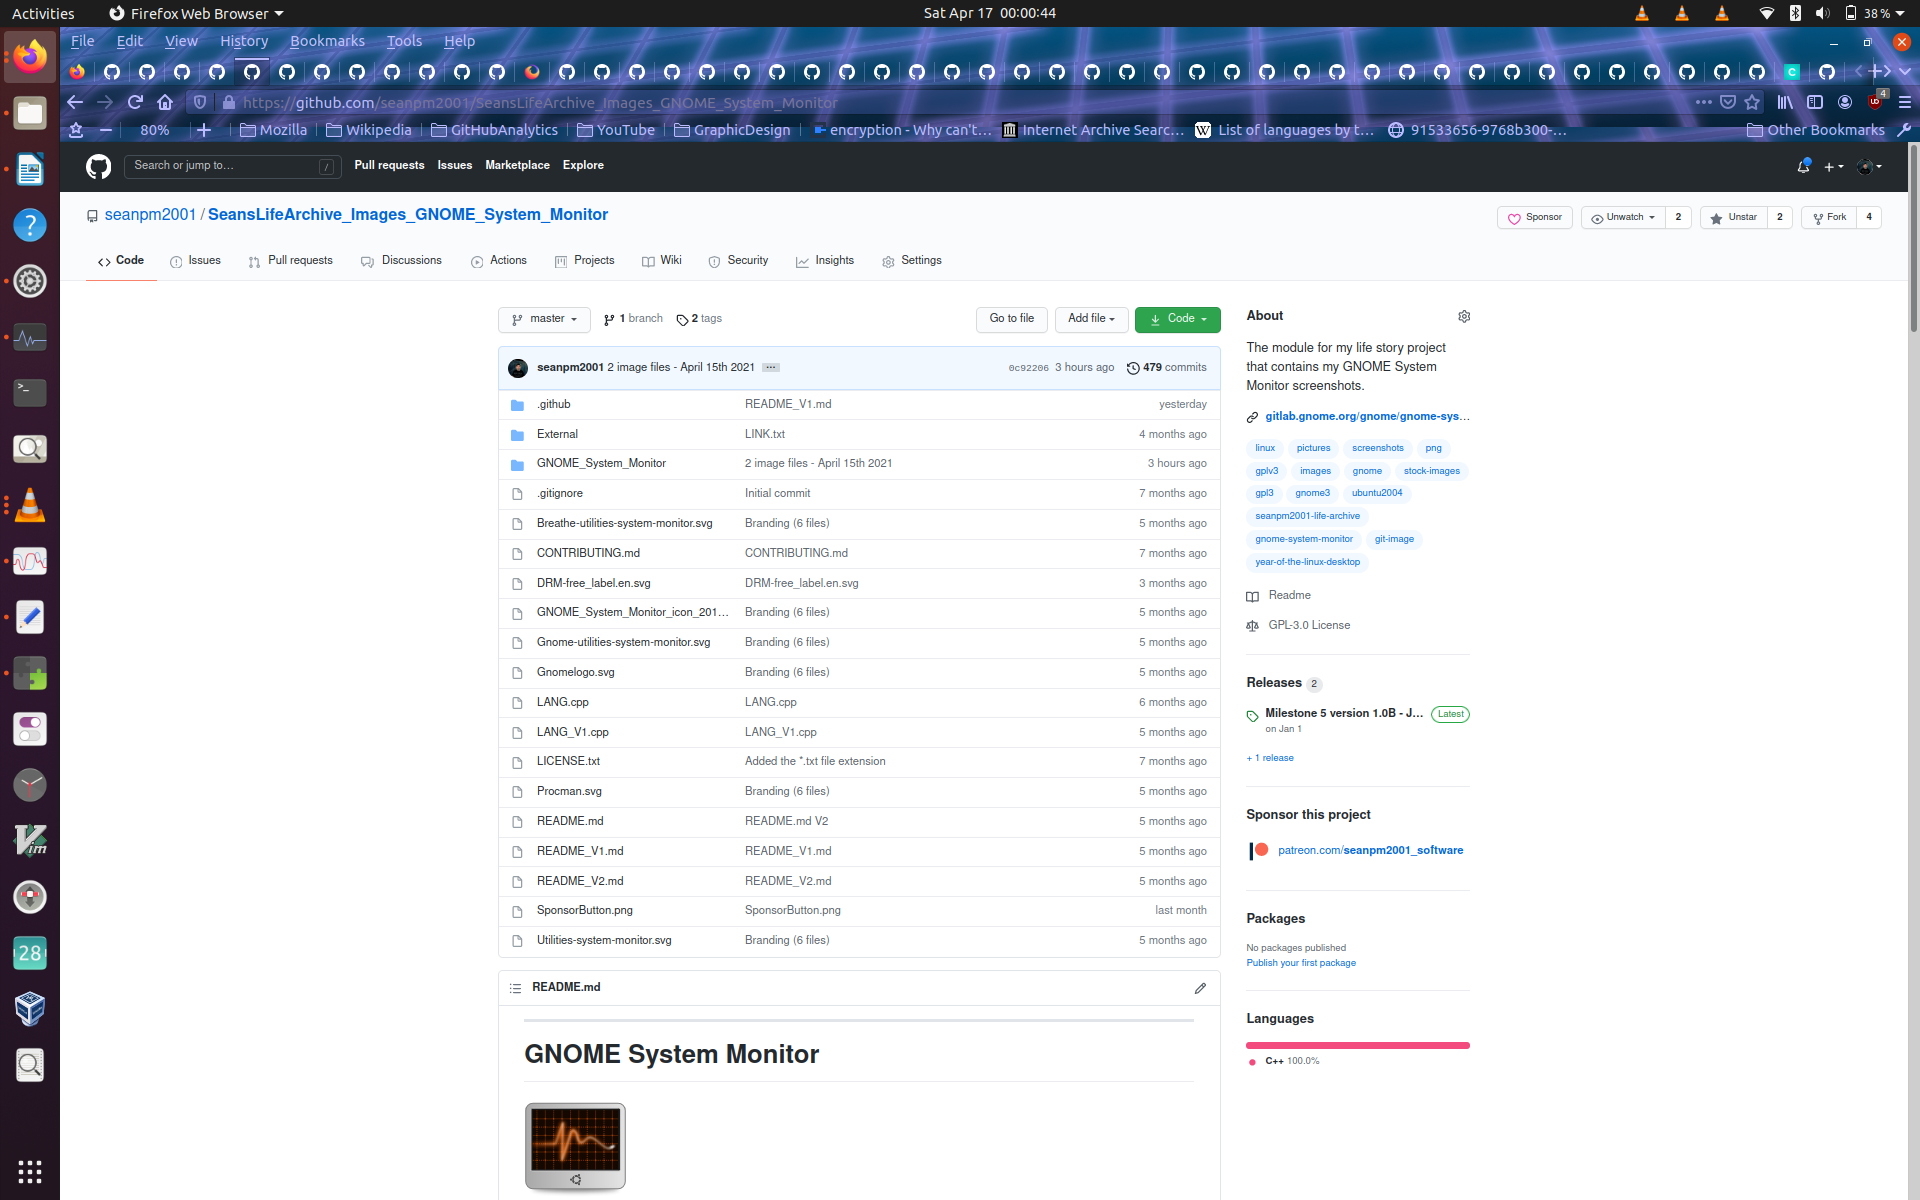 Activities Firefox Web Browser Sat Apr 17 00:00:44 38 %
File Edit View History Bookmarks Tools Help
https://github.com/seanpm2001/SeansLifeArchive_Images_GNOME_System_Monitor 4
80% Mozilla Wikipedia GitHubAnalytics YouTube GraphicDesign encryption - Why can't… Internet Archive Searc… List of languages by t… 91533656-9768b300-… Other Bookmarks
Search or jump to… / Pull requests Issues Marketplace Explore
seanpm2001 / SeansLifeArchive_Images_GNOME_System_Monitor Sponsor Unwatch 2 Unstar 2 Fork 4
Code Issues Pull requests Discussions Actions Projects Wiki Security Insights Settings
master 1 branch 2 tags Go to file Add file Code
seanpm2001 2 image files - April 15th 2021 0c92206 3 hours ago 479 commits
.github README_V1.md yesterday
External LINK.txt 4 months ago
GNOME_System_Monitor 2 image files - April 15th 2021 3 hours ago
.gitignore Initial commit 7 months ago
Breathe-utilities-system-monitor.svg Branding (6 files) 5 months ago
CONTRIBUTING.md CONTRIBUTING.md 7 months ago
DRM-free_label.en.svg DRM-free_label.en.svg 3 months ago
GNOME_System_Monitor_icon_201… Branding (6 files) 5 months ago
Gnome-utilities-system-monitor.svg Branding (6 files) 5 months ago
Gnomelogo.svg Branding (6 files) 5 months ago
LANG.cpp LANG.cpp 6 months ago
LANG_V1.cpp LANG_V1.cpp 5 months ago
LICENSE.txt Added the *.txt file extension 7 months ago
Procman.svg Branding (6 files) 5 months ago
README.md README.md V2 5 months ago
README_V1.md README_V1.md 5 months ago
README_V2.md README_V2.md 5 months ago
SponsorButton.png SponsorButton.png last month
Utilities-system-monitor.svg Branding (6 files) 5 months ago
README.md
GNOME System Monitor
About
The module for my life story project
that contains my GNOME System
Monitor screenshots.
gitlab.gnome.org/gnome/gnome-sys…
linux pictures screenshots png
gplv3 images gnome stock-images
gpl3 gnome3 ubuntu2004
seanpm2001-life-archive
gnome-system-monitor git-image
year-of-the-linux-desktop
Readme
GPL-3.0 License
Releases 2
Milestone 5 version 1.0B - J… Latest
on Jan 1
+ 1 release
Sponsor this project
patreon.com/seanpm2001_software
Packages
No packages published
Publish your first package
Languages
C++ 100.0%
28